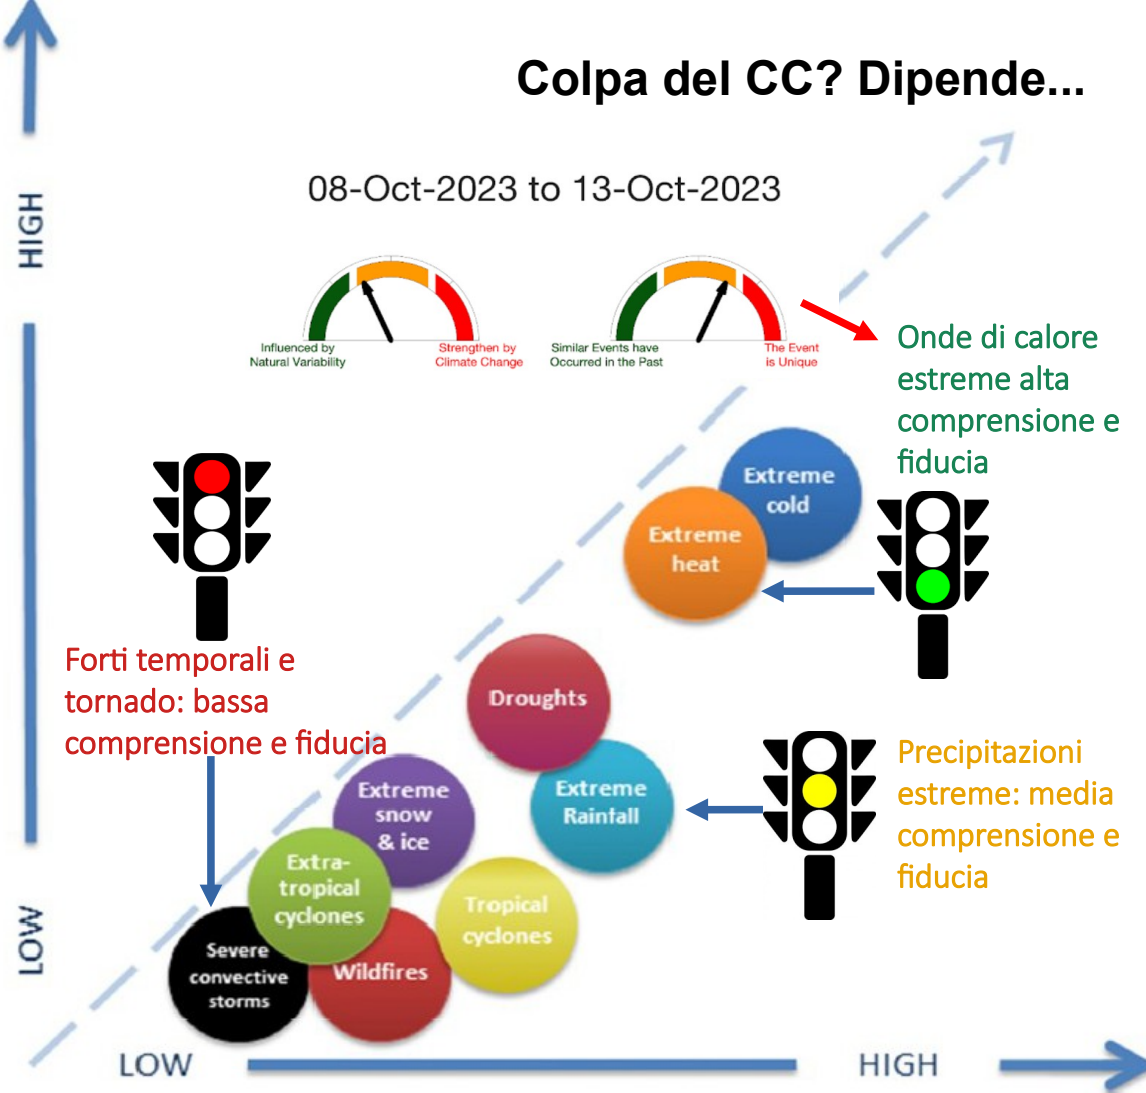 Colpa del CC? Dipende...
08-Oct-2023 to 13-Oct-2023
HIGH
Influenced by
Natural Variability
Strengthen by
Climate Change
Similar Events have
Occurred in the Past
The Event
is Unique
Onde di calore
estreme alta
comprensione e
fiducia
Extreme
cold
Extreme
heat
Forti temporali e
tornado: bassa
comprensione e fiducia
Droughts
Precipitazioni
estreme: media
comprensione e
fiducia
Extreme
snow
& ice
Extreme
Rainfall
Extra-
tropical
cyclones
Tropical
cyclones
LOW
Severe
convective
storms
Wildfires
LOW
HIGH